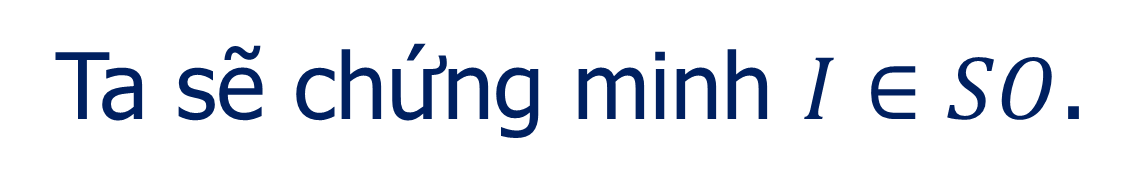 Ta sẽ chứng minh 𝐼 ∈ 𝑆𝑂.